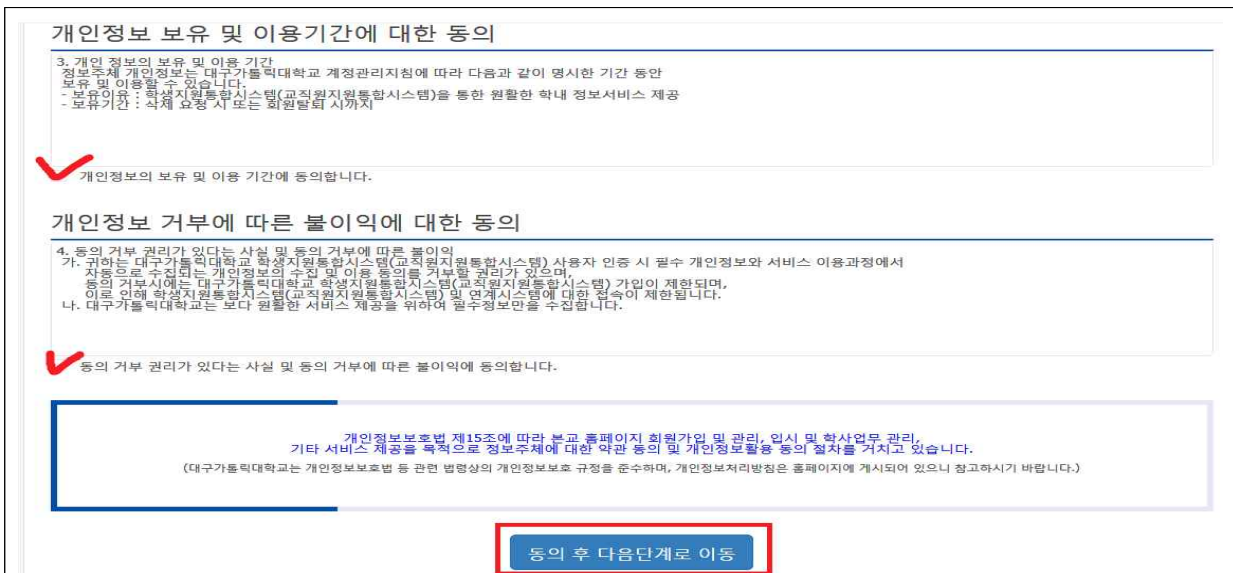 개인정보 보유 및 이용기간에 대한 동의
3. 개인 정보의 보유 및 이용 기간
정보주체 개인정보는 대구가톨릭대학교 계정관리지침에 따라 다음과 같이 명시한 기간 동안
보유 및 이용할 수 있습니다.
- 보유이유 : 학생지원통합시스템(교직원지원통합시스템)을 통한 원활한 학내 정보서비스 제공
- 보유기간 : 삭제 요청 시 또는 회원탈퇴 시까지
개인정보의 보유 및 이용 기간에 동의합니다.
개인정보 거부에 따른 불이익에 대한 동의
4. 동의 거부 권리가 있다는 사실 및 동의 거부에 따른 불이익
가. 귀하는 대구가톨릭대학교 학생지원통합시스템(교직원지원통합시스템) 사용자 인증 시 필수 개인정보와 서비스 이용과정에서
자동으로 수집되는 개인정보의 수집 및 이용 동의를 거부할 권리가 있으며,
동의 거부시에는 대구가톨릭대학교 학생지원통합시스템(교직원지원통합시스템) 가입이 제한되며,
이로 인해 학생지원통합시스템(교직원지원통합시스템) 및 연계시스템에 대한 접속이 제한됩니다.
나. 대구가톨릭대학교는 보다 원활한 서비스 제공을 위하여 필수정보만을 수집합니다.
동의 거부 권리가 있다는 사실 및 동의 거부에 따른 불이익에 동의합니다.
개인정보보호법 제15조에 따라 본교 홈페이지 회원가입 및 관리, 입시 및 학사업무 관리,
기타 서비스 제공을 목적으로 정보주체에 대한 약관 동의 및 개인정보활용 동의 절차를 거치고 있습니다.
(대구가톨릭대학교는 개인정보보호법 등 관련 법령상의 개인정보보호 규정을 준수하며, 개인정보처리방침은 홈페이지에 게시되어 있으니 참고하시기 바랍니다.)
동의 후 다음단계로 이동